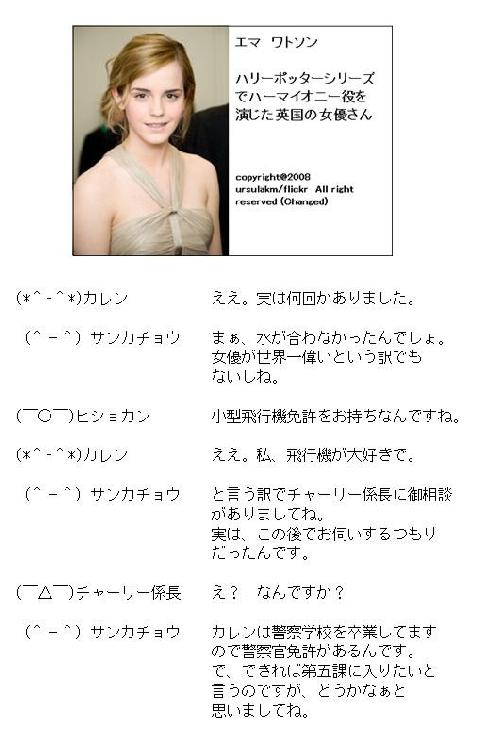 エマ　ワトソン
ハリーポッターシリーズ
でハーマイオニー役を
演じた英国の女優さん
copyright@2008
ursulakm/flickr  All right
reserved (Changed)
(*^-^*)カレン　ええ。実は何回かありました。
(＾－＾) サンカチョウ　まぁ、水が合わなかったんでしょ。
女優が世界一偉いという訳でも
ないしね。
(￣○￣)ヒショカン　小型飛行機免許をお持ちなんですね。
(*^-^*)カレン　ええ。私、飛行機が大好きで。
(＾－＾) サンカチョウ　と言う訳でチャーリー係長に御相談
がありましてね。
実は、この後でお伺いするつもり
だったんです。
(￣△￣)チャーリー係長　え？　なんですか？
(＾－＾) サンカチョウ　カレンは警察学校を卒業してます
ので警察官免許があるんです。
で、できれば第五課に入りたいと
言うのですが、どうかなぁと
思いましてね。